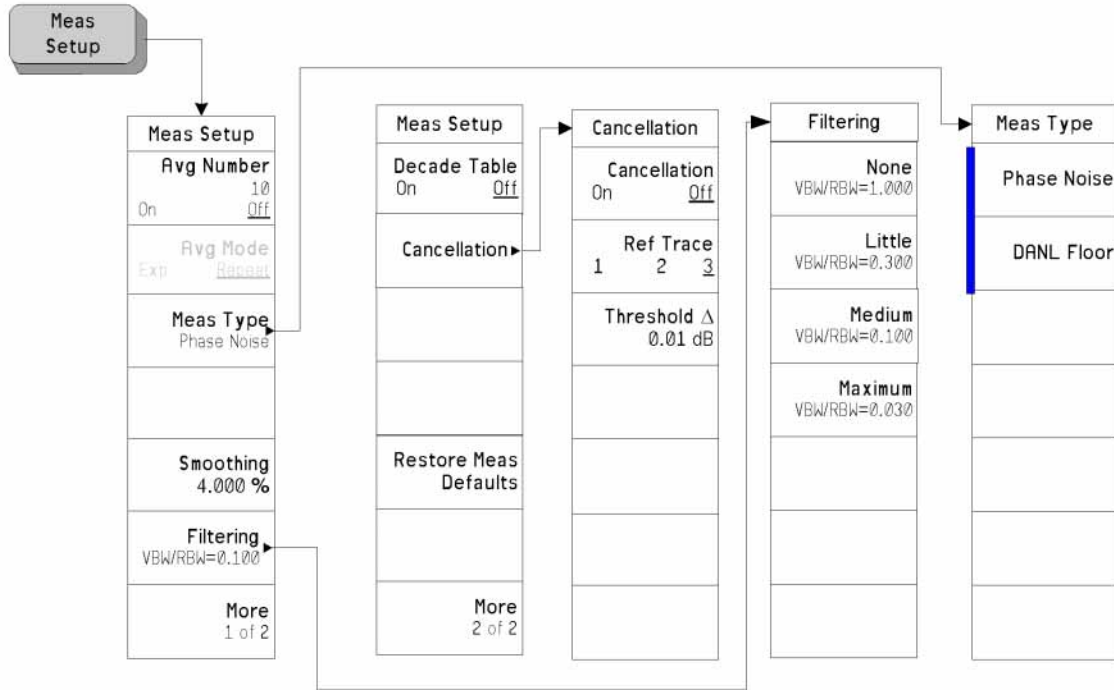 Meas
Setup
Meas Setup
Avg Number
10
On Off
Avg Mode
Exp Repeat
Meas Type
Phase Noise
Smoothing
4.000 %
Filtering
VBW/RBW=0.100
More
1 of 2
Meas Setup
Decade Table
On Off
Cancellation
Restore Meas
Defaults
More
2 of 2
Cancellation
Cancellation
On Off
Ref Trace
1 2 3
Threshold Δ
0.01 dB
Filtering
None
VBW/RBW=1.000
Little
VBW/RBW=0.300
Medium
VBW/RBW=0.100
Maximum
VBW/RBW=0.030
Meas Type
Phase Noise
DANL Floor